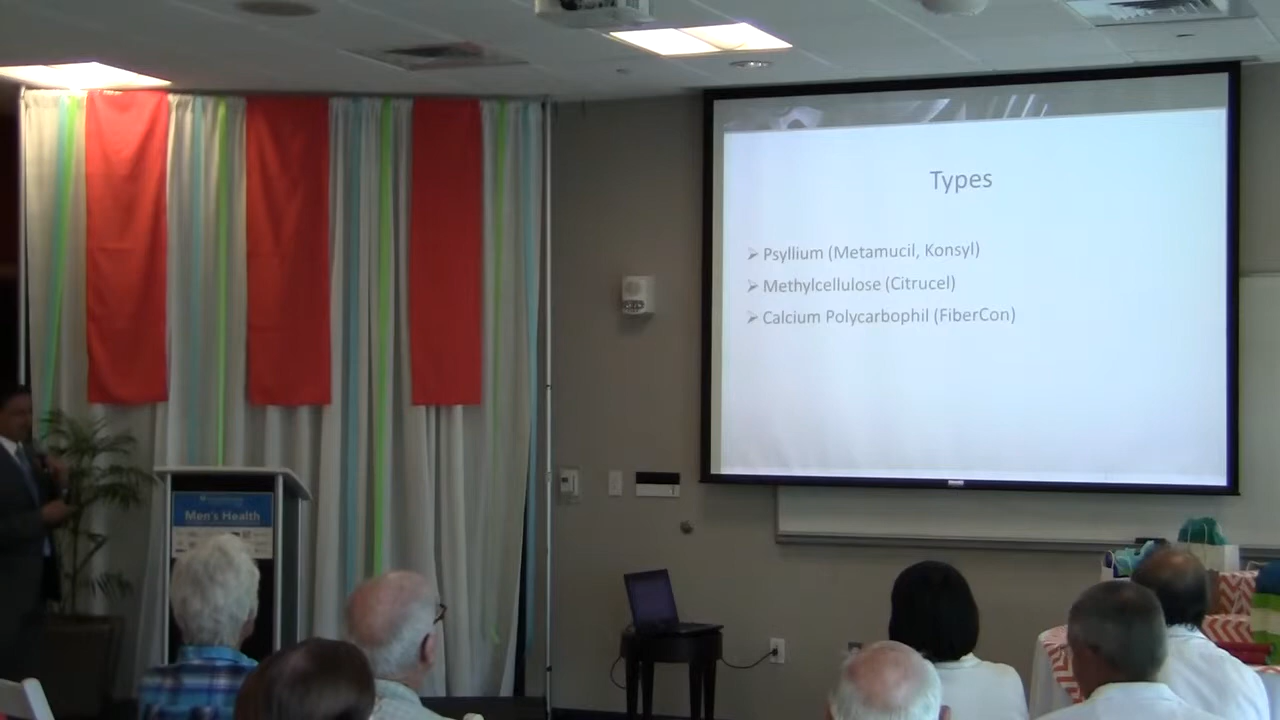 Types
Psyllium (Metamucil, Konsyl)
Methylcellulose (Citrucel)
Calcium Polycarbophil (FiberCon)
Men's Health